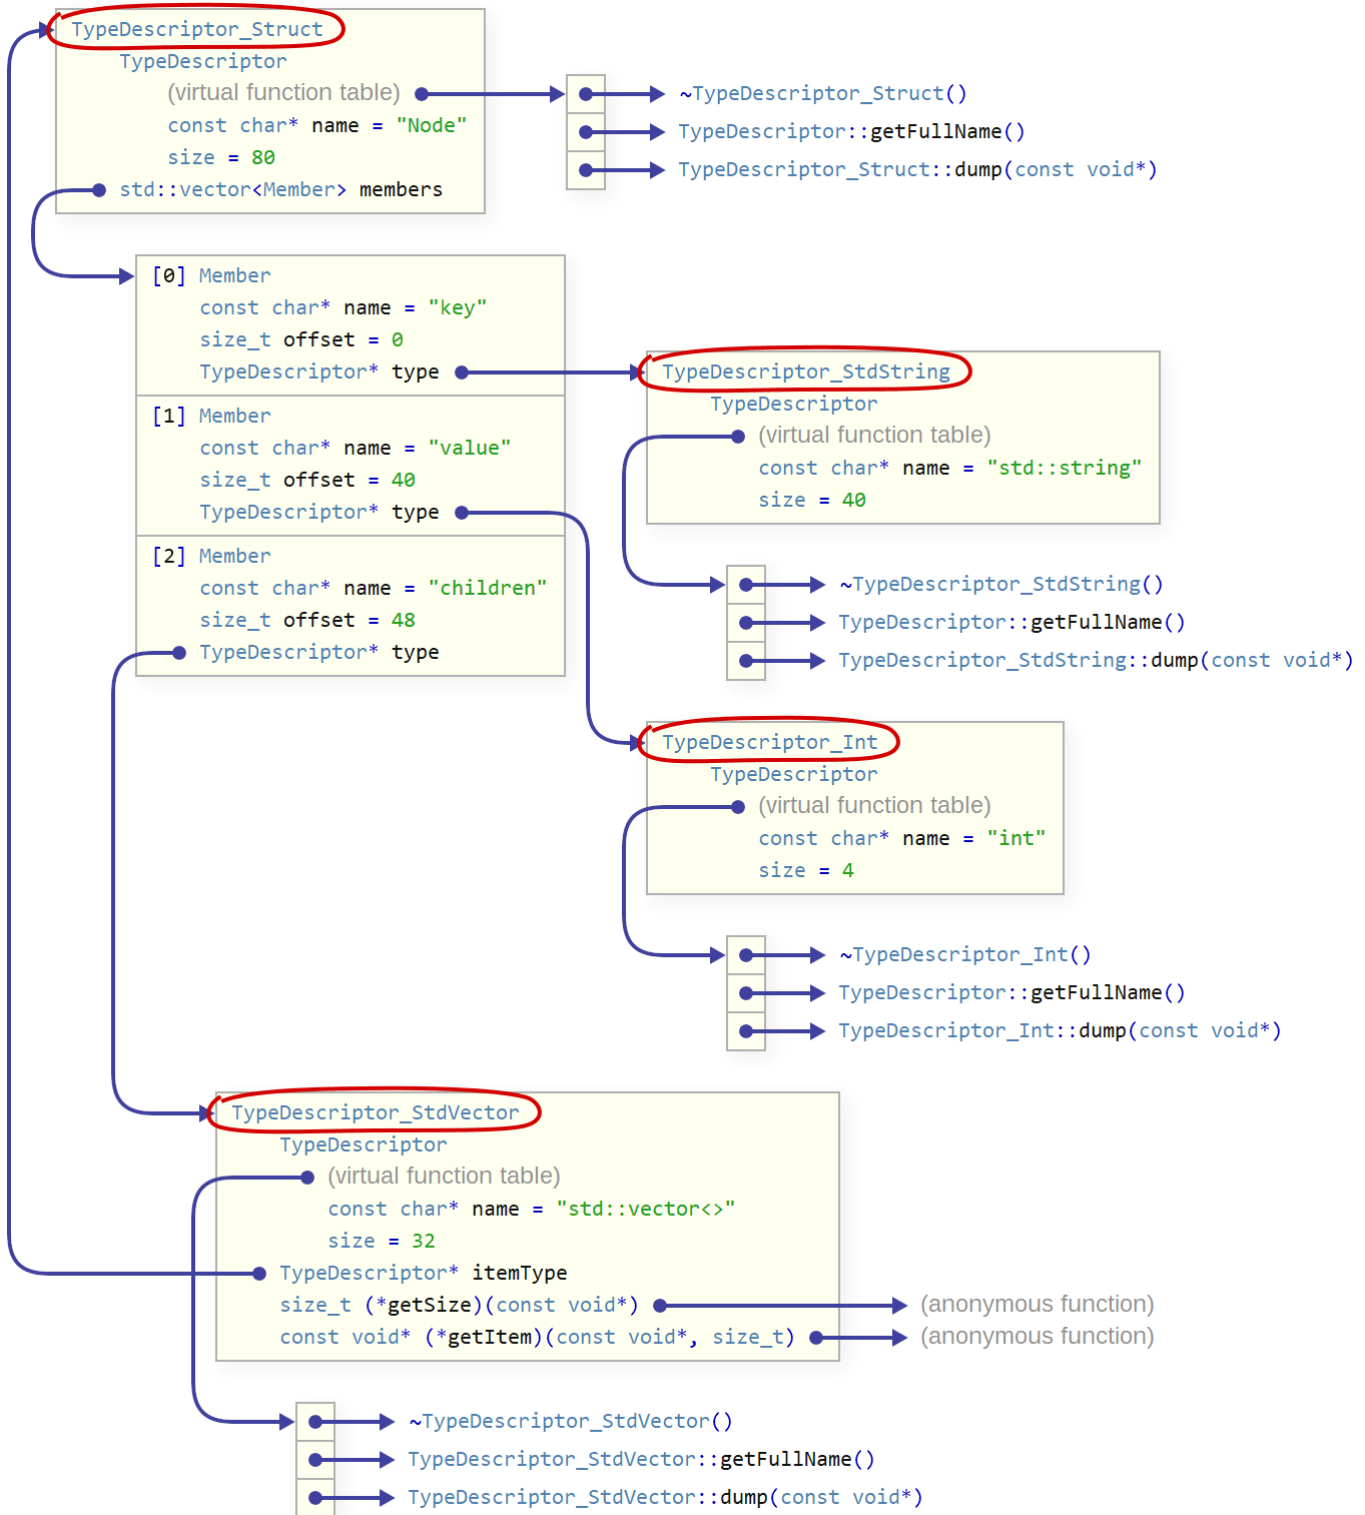 TypeDescriptor_Struct
TypeDescriptor
(virtual function table)
~TypeDescriptor_Struct()
const char* name = "Node"
TypeDescriptor::getFullName()
size = 80
TypeDescriptor_Struct::dump(const void*)
std::vector<Member> members
[0] Member
const char* name = "key"
size_t offset = 0
TypeDescriptor* type
TypeDescriptor_StdString
TypeDescriptor
(virtual function table)
const char* name = "std::string"
size = 40
[1] Member
const char* name = "value"
size_t offset = 40
TypeDescriptor* type
[2] Member
const char* name = "children"
size_t offset = 48
TypeDescriptor* type
~TypeDescriptor_StdString()
TypeDescriptor::getFullName()
TypeDescriptor_StdString::dump(const void*)
TypeDescriptor_Int
TypeDescriptor
(virtual function table)
const char* name = "int"
size = 4
~TypeDescriptor_Int()
TypeDescriptor::getFullName()
TypeDescriptor_Int::dump(const void*)
TypeDescriptor_StdVector
TypeDescriptor
(virtual function table)
const char* name = "std::vector<>"
size = 32
TypeDescriptor* itemType
size_t (*getSize)(const void*)
(anonymous function)
const void* (*getItem)(const void*, size_t)
(anonymous function)
~TypeDescriptor_StdVector()
TypeDescriptor_StdVector::getFullName()
TypeDescriptor_StdVector::dump(const void*)